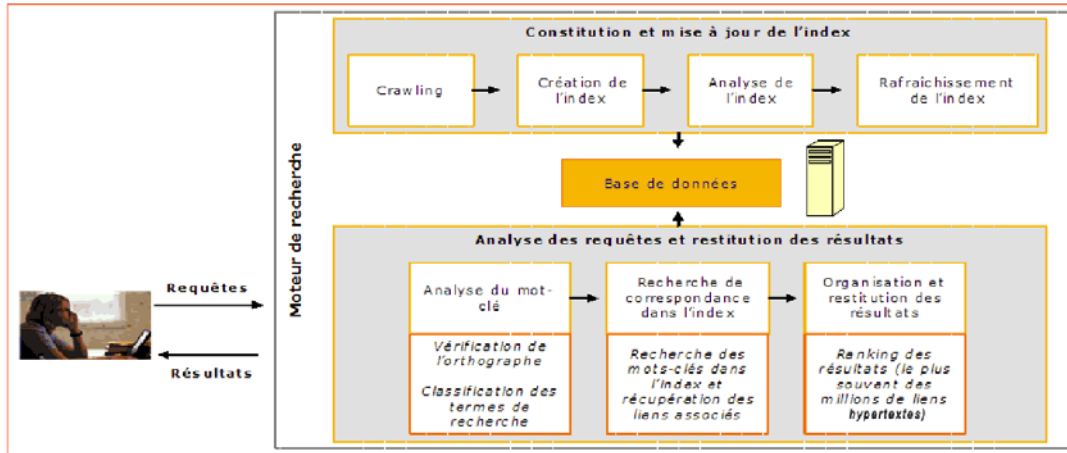 Constitution et mise à jour de l'index
Crawling
Création de
l'index
Analyse de
l'index
Rafraîchissement
de l'index
Moteur de recherche
Base de données
Analyse des requêtes et restitution des résultats
Requêtes
Résultats
Analyse du mot-
clé
Recherche de
correspondance
dans l'index
Organisation et
restitution des
résultats
Vérification de
l'orthographe
Classification des
termes de
recherche
Recherche des
mots-clés dans
l'index et
récupération des
liens associés
Ranking des
résultats (le plus
souvent des
millions de liens
hypertextes)